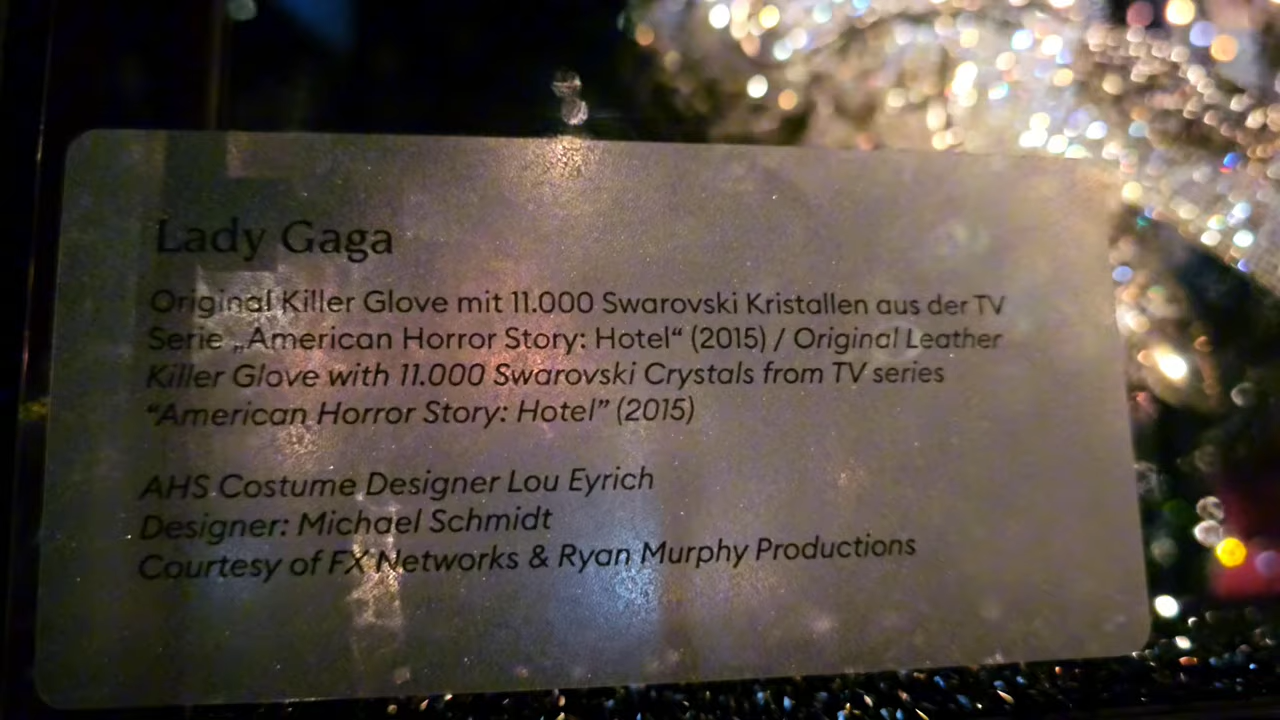 Lady Gaga
Original Killer Glove mit 11.000 Swarovski Kristallen aus der TV
Serie „American Horror Story: Hotel“ (2015) / Original Leather
Killer Glove with 11.000 Swarovski Crystals from TV series
“American Horror Story: Hotel” (2015)
AHS Costume Designer Lou Eyrich
Designer: Michael Schmidt
Courtesy of FX Networks & Ryan Murphy Productions